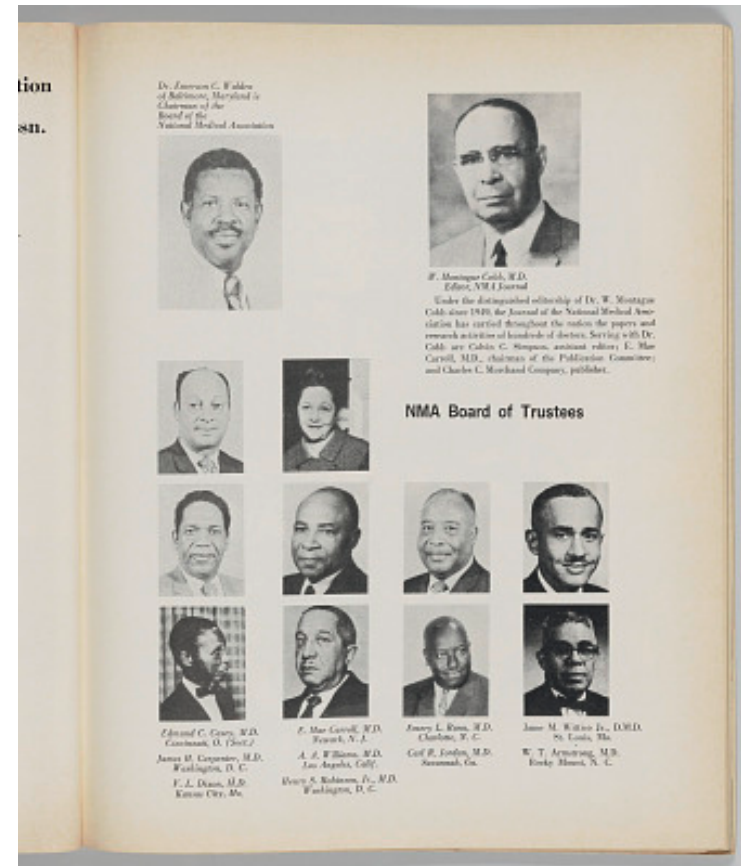 tion
ssn.
Dr. Emerson C. Walden
of Baltimore, Maryland is
Chairman of the
Board of the
National Medical Association
W. Montague Cobb, M.D.
Editor, NMA Journal
Under the distinguished editorship of Dr. W. Montague
Cobb since 1949, the Journal of the National Medical Asso-
ciation has carried throughout the nation the papers and
research activities of hundreds of doctors. Serving with Dr.
Cobb are Calvin C. Simpson, assistant editor; E. Mae
Carroll, M.D., chairman of the Publication Committee;
and Charles C. Morchand Company, publisher.
NMA Board of Trustees
Edmund C. Casey, M.D.
Cincinnati, O. (Sect.)
James H. Carpenter, M.D.
Washington, D. C.
V. L. Dixon, M.D.
Kansas City, Mo.
E. Mae Carroll, M.D.
Newark, N. J.
A. A. Williams, M.D.
Los Angeles, Calif.
Henry S. Robinson, Jr., M.D.
Washington, D. C.
Emery L. Rann, M.D.
Charlotte, N. C.
Carl R. Jordan, M.D.
Savannah, Ga.
M. Jr., D.M.D.
St. Louis, Mo.
W. T. Armstrong, M.D.
Rocky Mount, N. C.